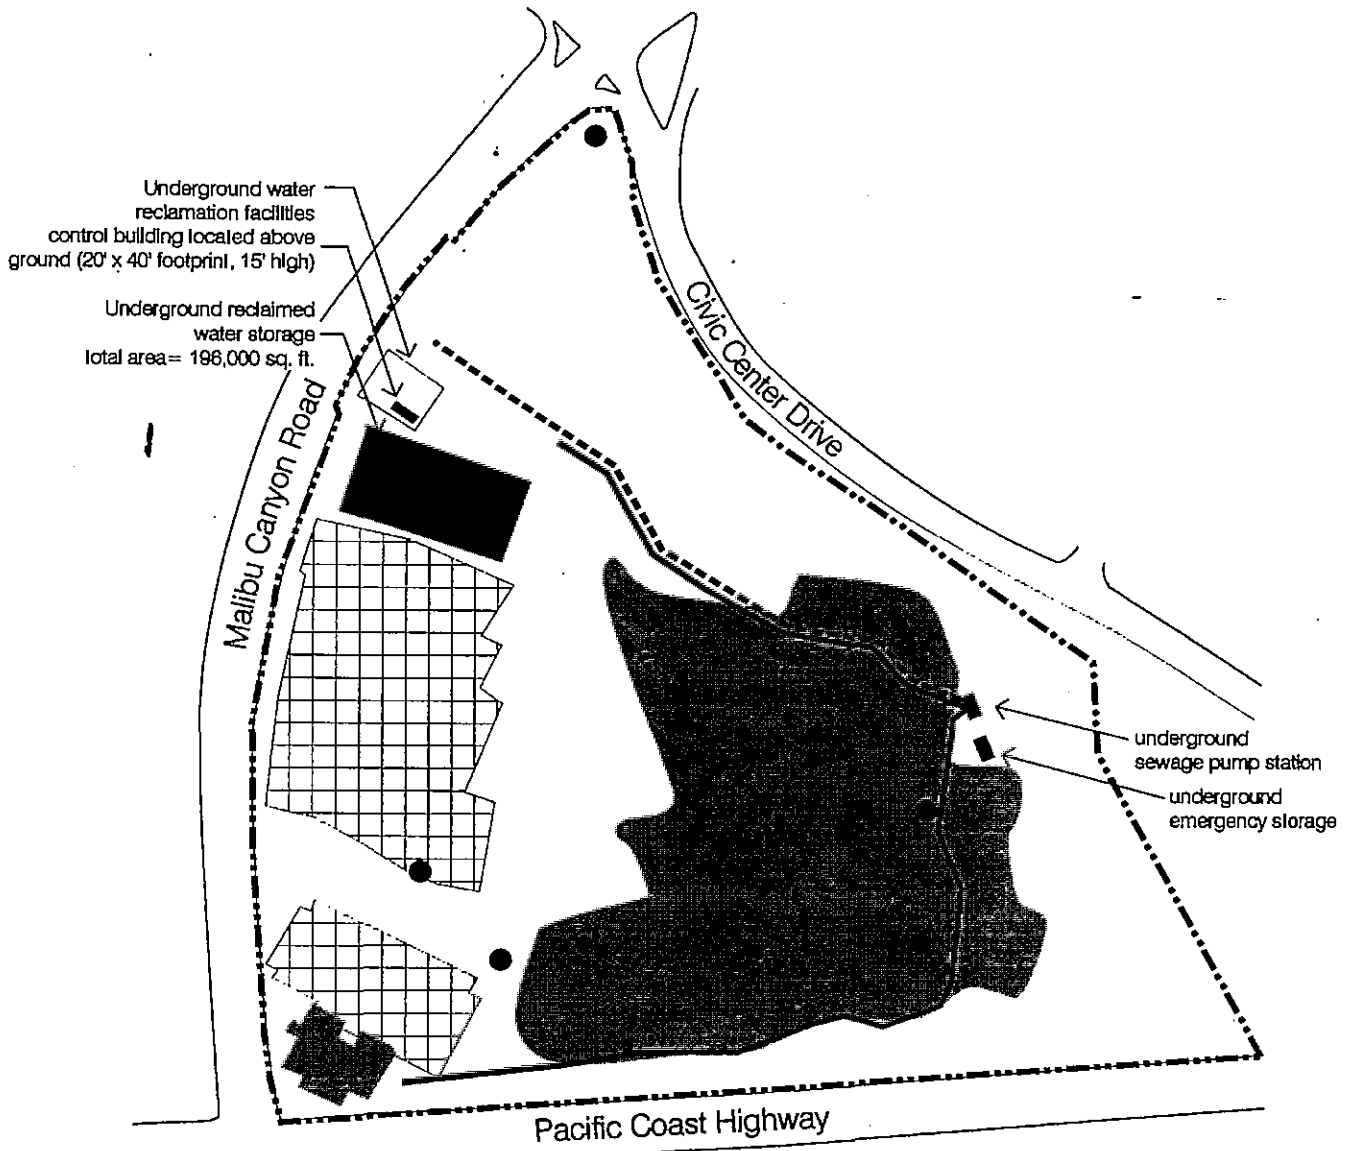 Underground water
reclamation facilities
control building located above
ground (20' x 40' footprint, 15' high)
Underground reclaimed
water storage
total area= 196,000 sq. ft.
Malibu Canyon Road
Civic Center Drive
underground
sewage pump station
underground
emergency storage
Pacific Coast Highway